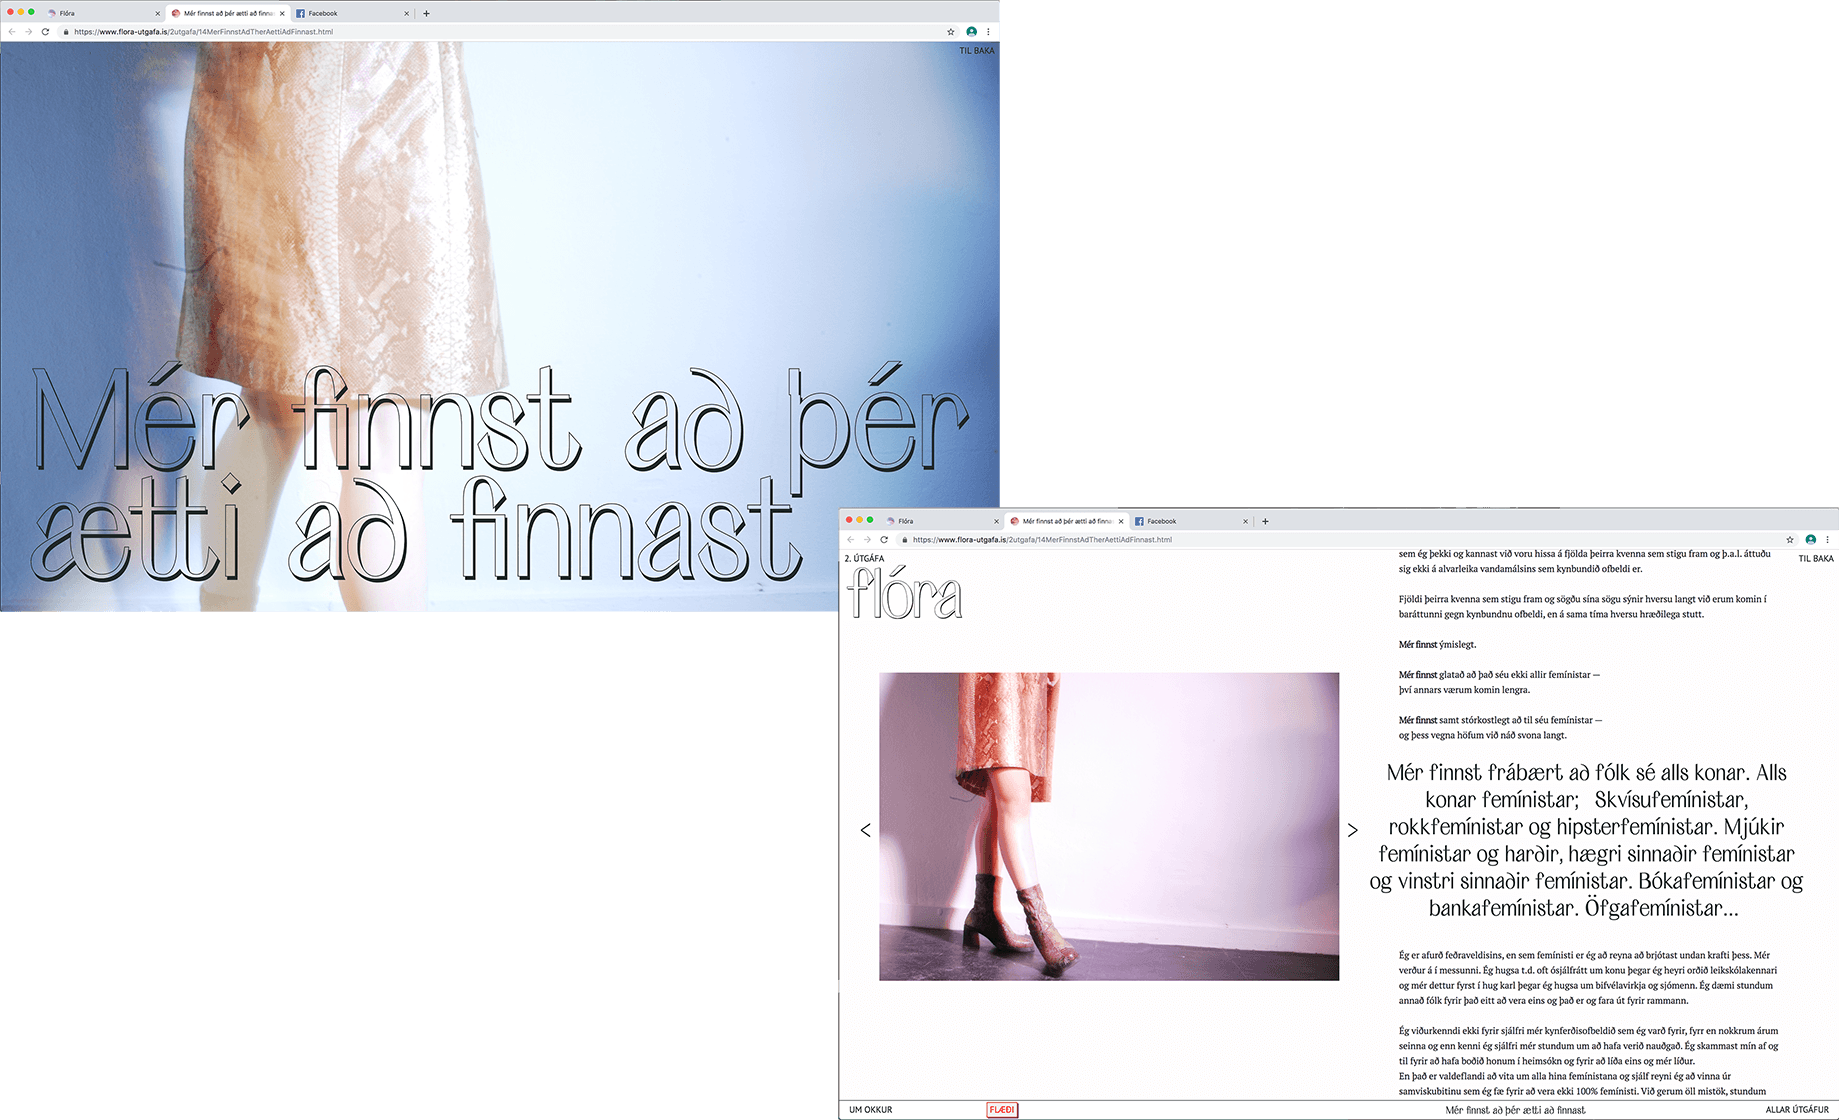 Flóra
Mér finnst að þér ætti að finnas
Facebook
https://www.flora-utgafa.is/2utgafa/14MerFinnstAdTherAettiAdFinnast.html
TIL BAKA
Mér finnst að þér
ætti að finnast
Flóra
Mér finnst að þér ætti að finnas
Facebook
https://www.flora-utgafa.is/2utgafa/14MerFinnstAdTherAettiAdFinnast.html
2. ÚTGÁFA
flóra
TIL BAKA
sem ég þekki og kannast við voru hissa á fjölda þeirra kvenna sem stigu fram og þ.a.l. áttuðu
sig ekki á alvarleika vandamálsins sem kynbundið ofbeldi er.
Fjöldi þeirra kvenna sem stigu fram og sögðu sína sögu sýnir hversu langt við erum komin í
baráttunni gegn kynbundnu ofbeldi, en á sama tíma hversu hræðilega stutt.
Mér finnst ýmislegt.
Mér finnst glatað að það séu ekki allir femínistar —
því annars værum komin lengra.
Mér finnst samt stórkostlegt að til séu femínistar —
og þess vegna höfum við náð svona langt.
Mér finnst frábært að fólk sé alls konar. Alls
konar femínistar; Skvísufemínistar,
rokkfemínistar og hipsterfemínistar. Mjúkir
femínistar og harðir, hægri sinnaðir femínistar
og vinstri sinnaðir femínistar. Bókafemínistar og
bankafemínistar. Öfgafemínistar...
Ég er afurð feðraveldisins, en sem femínisti er ég að reyna að brjótast undan krafti þess. Mér
verður á í messunni. Ég hugsa t.d. oft ósjálfrátt um konu þegar ég heyri orðið leikskólakennari
og mér dettur fyrst í hug karl þegar ég hugsa um bifvélavirkja og sjómenn. Ég dæmi stundum
annað fólk fyrir það eitt að vera eins og það er og fara út fyrir rammann.
Ég viðurkenndi ekki fyrir sjálfri mér kynferðisofbeldið sem ég varð fyrir, fyrr en nokkrum árum
seinna og enn kenni ég sjálfri mér stundum um að hafa verið nauðgað. Ég skammast mín af og
til fyrir að hafa boðið honum í heimsókn og fyrir að líða eins og mér líður.
En það er valdeflandi að vita um alla hina femínistana og sjálf reyni ég að vinna úr
samviskubitinu sem ég fæ fyrir að vera ekki 100% femínisti. Við gerum öll mistök, stundum
UM OKKUR
FLÆÐI
Mér finnst að þér ætti að finnast
ALLAR ÚTGÁFUR